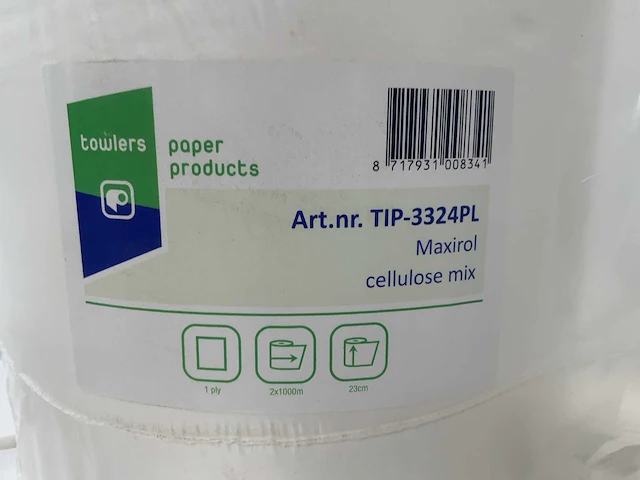 towlers
paper
products
8 717931 008341
Art.nr. TIP-3324PL
Maxirol
cellulose mix
1 ply
2x1000m
23cm